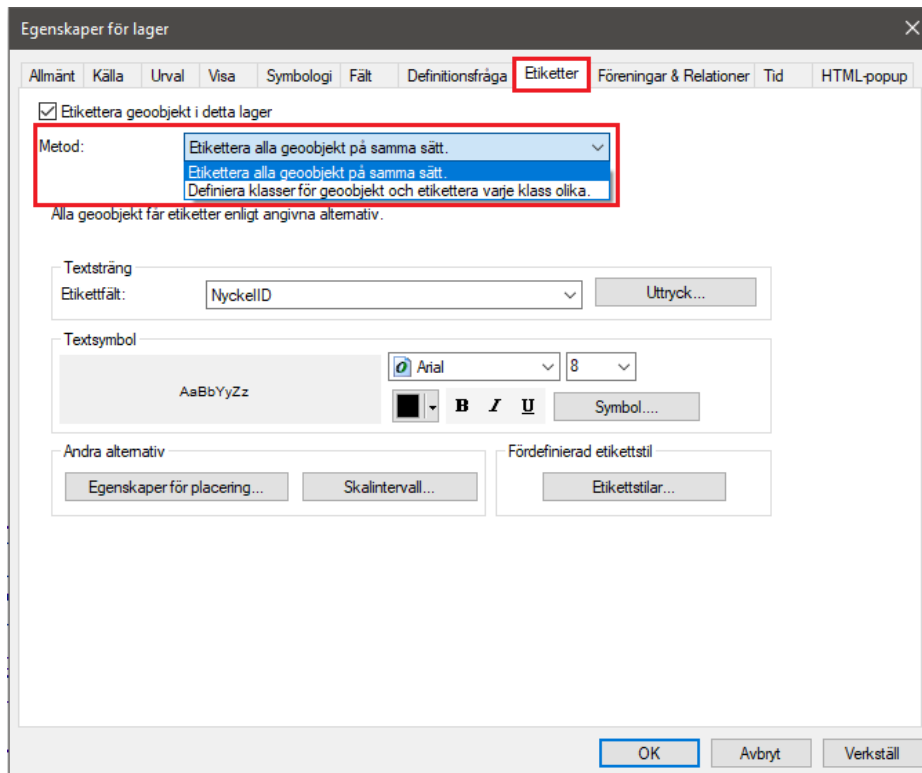 Egenskaper för lager
Allmänt Källa Urval Visa Symbologi Fält Definitionsfråga Etiketter Föreningar & Relationer Tid HTML-popup
Etikettera geoobjekt i detta lager
Metod: Etikettera alla geoobjekt på samma sätt.
Etikettera alla geoobjekt på samma sätt.
Definiera klasser för geoobjekt och etikettera varje klass olika.
Alla geoobjekt får etiketter enligt angivna alternativ.
Textsträng
Etikettfält: NyckelID Uttryck...
Textsymbol
AaBbYyZz
Arial 8
B I U Symbol....
Andra alternativ Fördefinierad etikettstil
Egenskaper för placering... Skalintervall... Etikettstilar...
OK Avbryt Verkställ